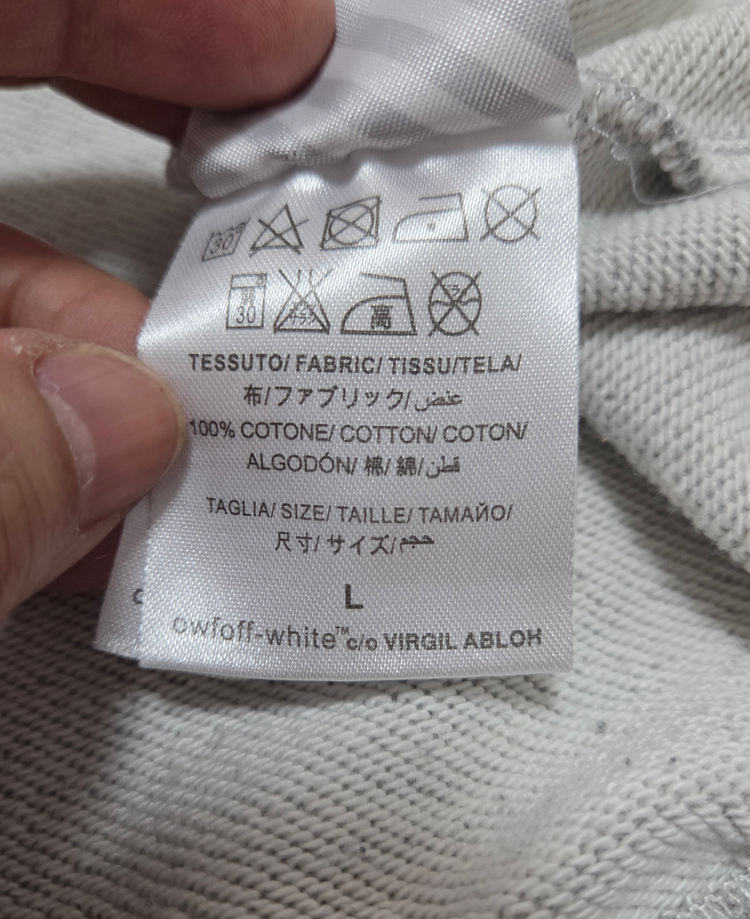 30
30
高
TESSUTO/ FABRIC/ TISSU/TELA/
布/ファブリック/
100% COTONE/ COTTON/ COTON/
ALGODÓN/ 棉/ 綿/قطن
TAGLIA/ SIZE/ TAILLE/ TAMAЙO/
尺寸/ サイズ/حجم
L
owfoff-white™c/o VIRGIL ABLOH